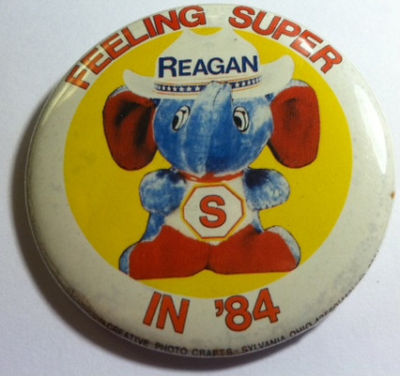 FEELING SUPER
REAGAN
S
IN '84
CREATIVE PHOTO CRAFTS - SYLVANIA, OHIO